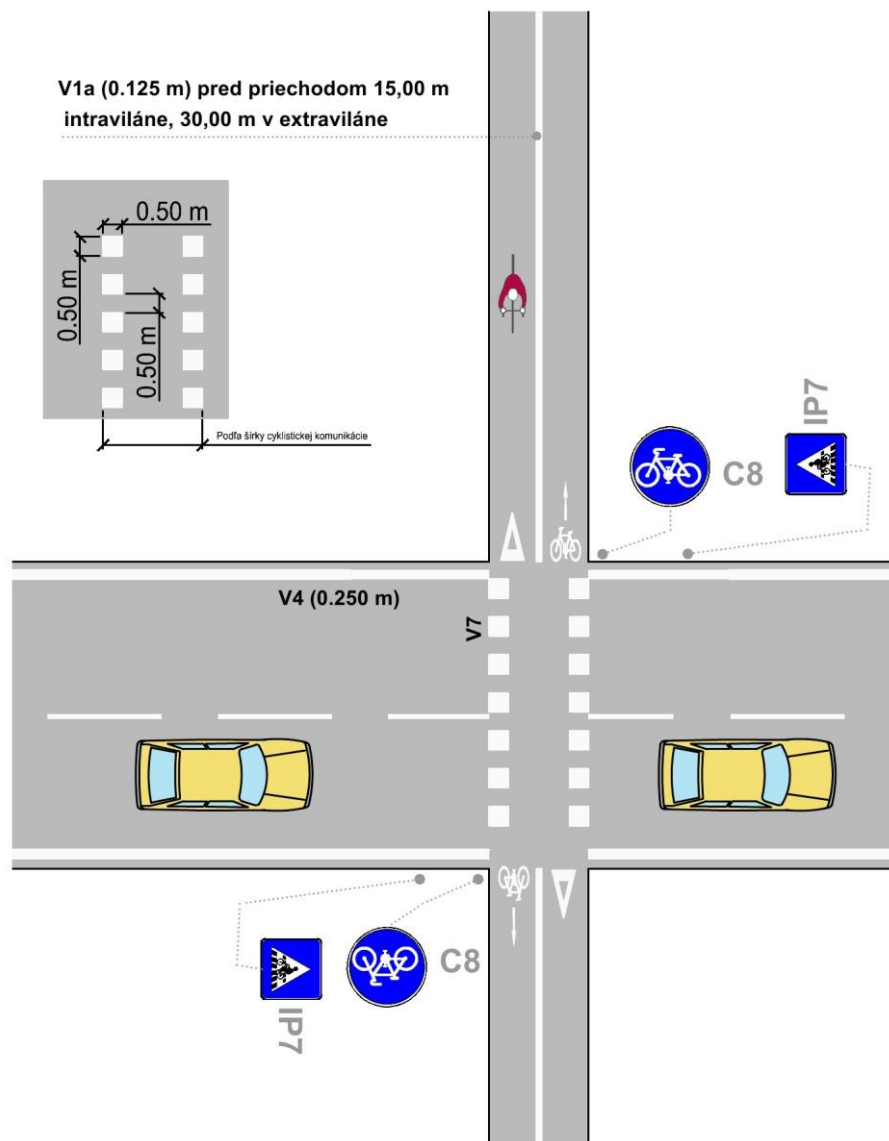 V1a (0.125 m) pred priechodom 15,00 m
intraviláne, 30,00 m v extraviláne
0.50 m
0.50 m
0.50 m
Podľa šírky cyklistickej komunikácie
IP7
C8
V4 (0.250 m)
V7
C8
IP7